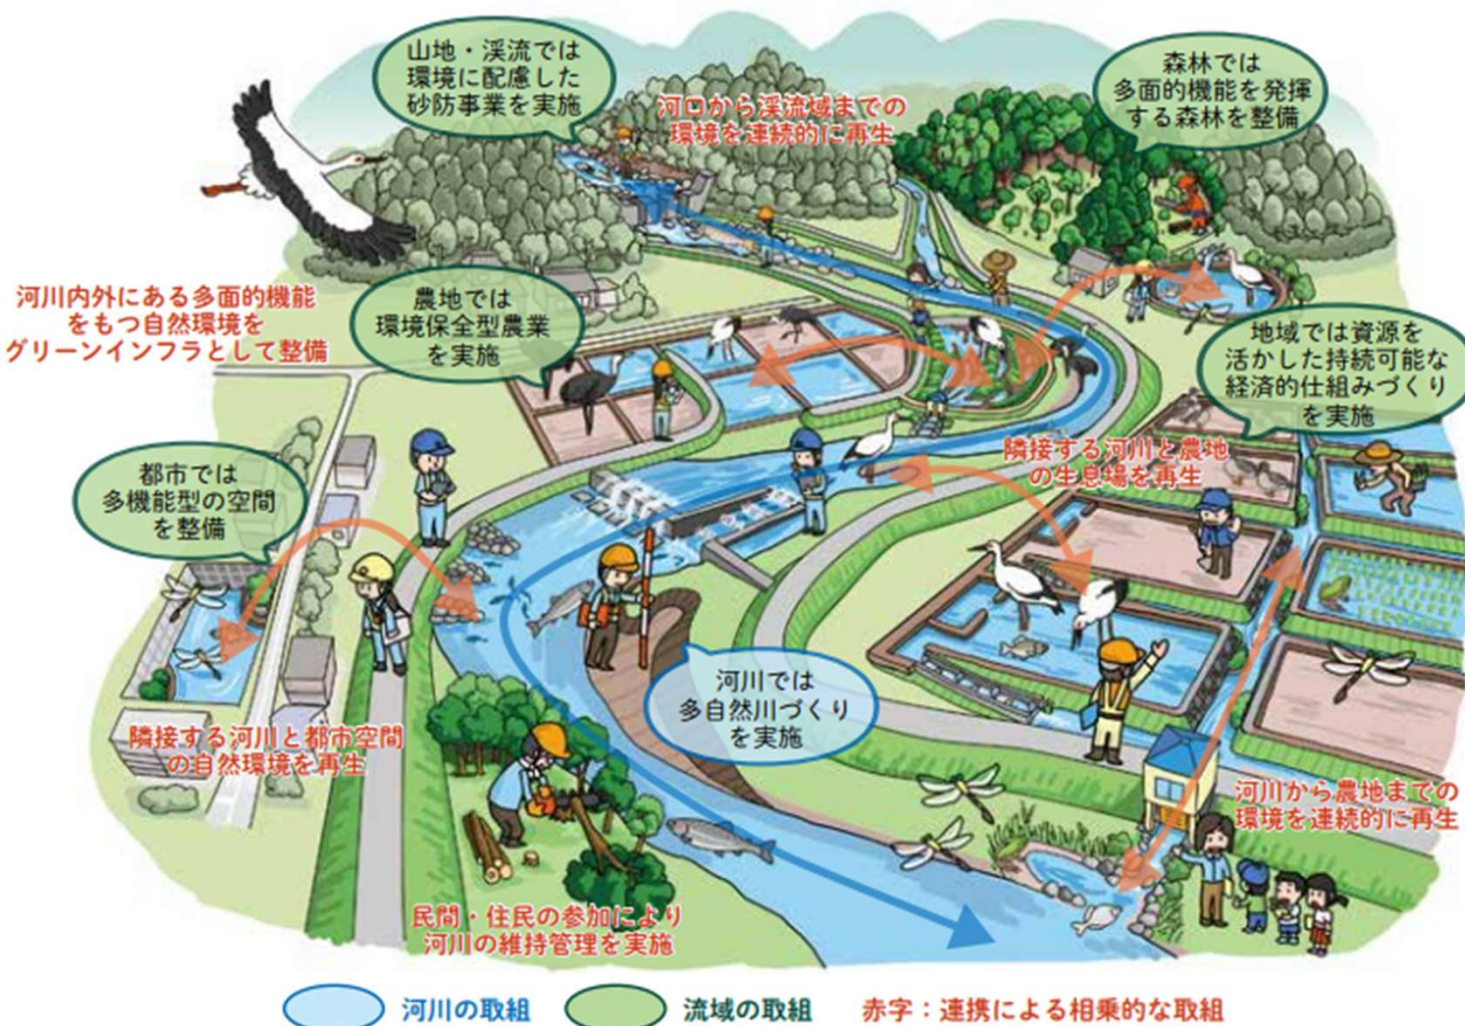 山地・渓流では
環境に配慮した
砂防事業を実施
河口から渓流域までの
環境を連続的に再生
森林では
多面的機能を発揮
する森林を整備
河川内外にある多面的機能
をもつ自然環境を
グリーンインフラとして整備
農地では
環境保全型農業
を実施
地域では資源を
活かした持続可能な
経済的仕組みづくり
を実施
都市では
多機能型の空間
を整備
隣接する河川と農地
の生息場を再生
河川では
多自然川づくり
を実施
隣接する河川と都市空間
の自然環境を再生
河川から農地までの
環境を連続的に再生
民間・住民の参加により
河川の維持管理を実施
河川の取組
流域の取組
赤字：連携による相乗的な取組